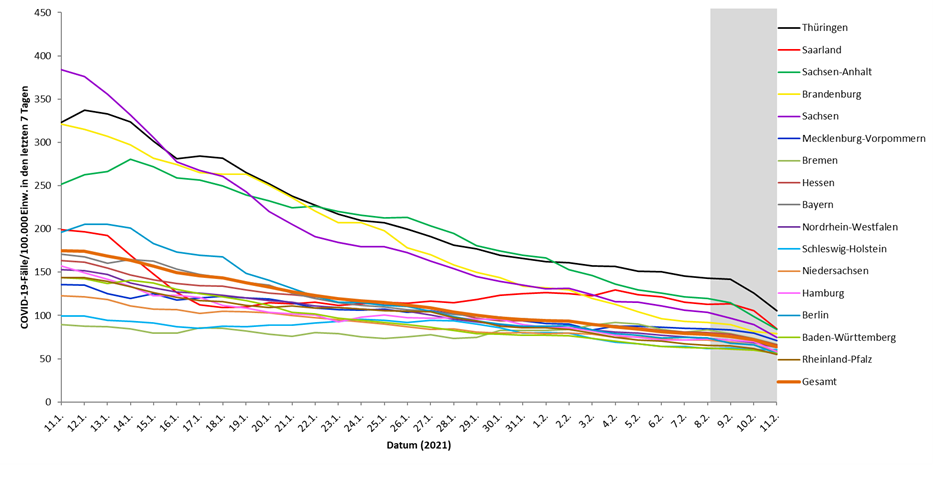 COVID-19-Fälle/100.000 Einw. in den letzten 7 Tagen
450
400
350
300
250
200
150
100
50
0
11.1.
12.1.
13.1.
14.1.
15.1.
16.1.
17.1.
18.1.
19.1.
20.1.
21.1.
22.1.
23.1.
24.1.
25.1.
26.1.
27.1.
28.1.
29.1.
30.1.
31.1.
1.2.
2.2.
3.2.
4.2.
5.2.
6.2.
7.2.
8.2.
9.2.
10.2.
11.2.
Datum (2021)
Thüringen
Saarland
Sachsen-Anhalt
Brandenburg
Sachsen
Mecklenburg-Vorpommern
Bremen
Hessen
Bayern
Nordrhein-Westfalen
Schleswig-Holstein
Niedersachsen
Hamburg
Berlin
Baden-Württemberg
Rheinland-Pfalz
Gesamt